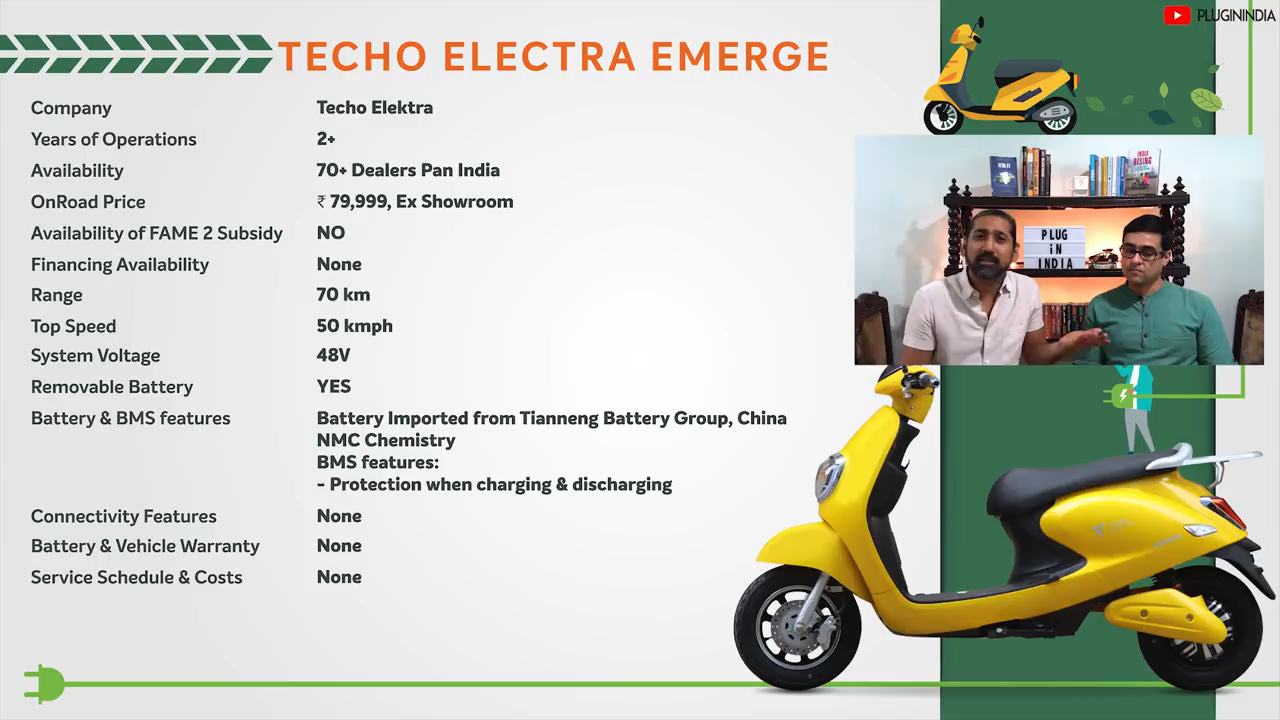 PLUGININDIA
TECHO ELECTRA EMERGE
Company Techo Elektra
Years of Operations 2+
Availability 70+ Dealers Pan India
OnRoad Price ₹ 79,999, Ex Showroom
Availability of FAME 2 Subsidy NO
Financing Availability None
Range 70 km
Top Speed 50 kmph
System Voltage 48V
Removable Battery YES
Battery & BMS features Battery Imported from Tianneng Battery Group, China
NMC Chemistry
BMS features:
- Protection when charging & discharging
Connectivity Features None
Battery & Vehicle Warranty None
Service Schedule & Costs None
INDIA
RISING
PLUG
iN
INDIA